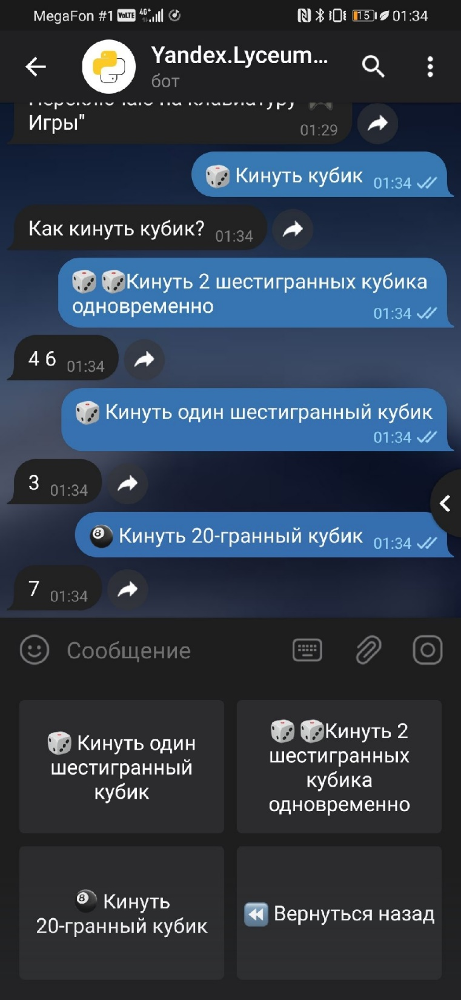 MegaFon #1 VoLTE 4G+ 15 01:34
Yandex.Lyceum...
бот
Переключаю на клавиатуру
Игры"
01:29
Кинуть кубик 01:34
Как кинуть кубик? 01:34
Кинуть 2 шестигранных кубика
одновременно 01:34
4 6 01:34
Кинуть один шестигранный кубик
01:34
3 01:34
Кинуть 20-гранный кубик 01:34
7 01:34
Сообщение
Кинуть один
шестигранный
кубик
Кинуть 2
шестигранных
кубика
одновременно
Кинуть
20-гранный кубик
Вернуться назад